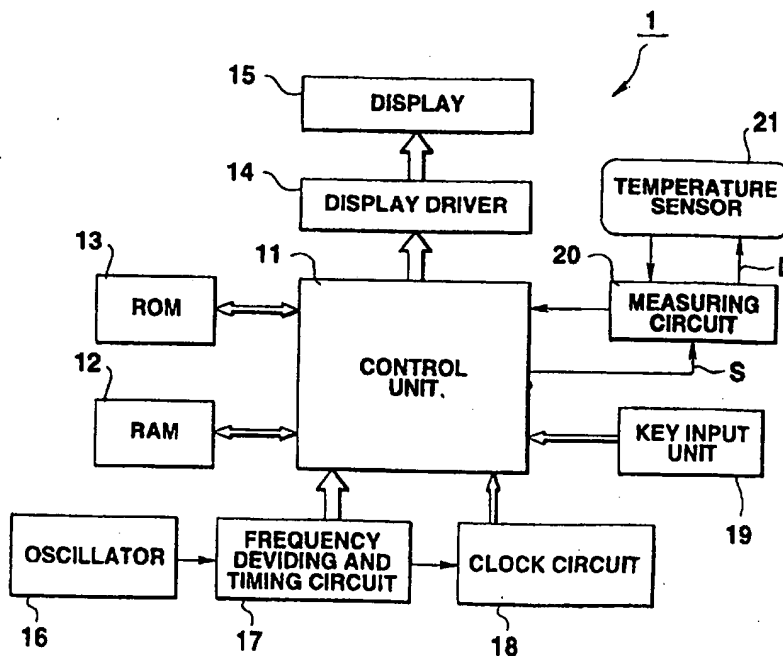 1
15
DISPLAY
21
14
DISPLAY DRIVER
TEMPERATURE
SENSOR
13
11
20
ROM
MEASURING
CIRCUIT
12
CONTROL
UNIT.
S
RAM
KEY INPUT
UNIT
19
OSCILLATOR
FREQUENCY
DEVIDING AND
TIMING CIRCUIT
CLOCK CIRCUIT
16
17
18